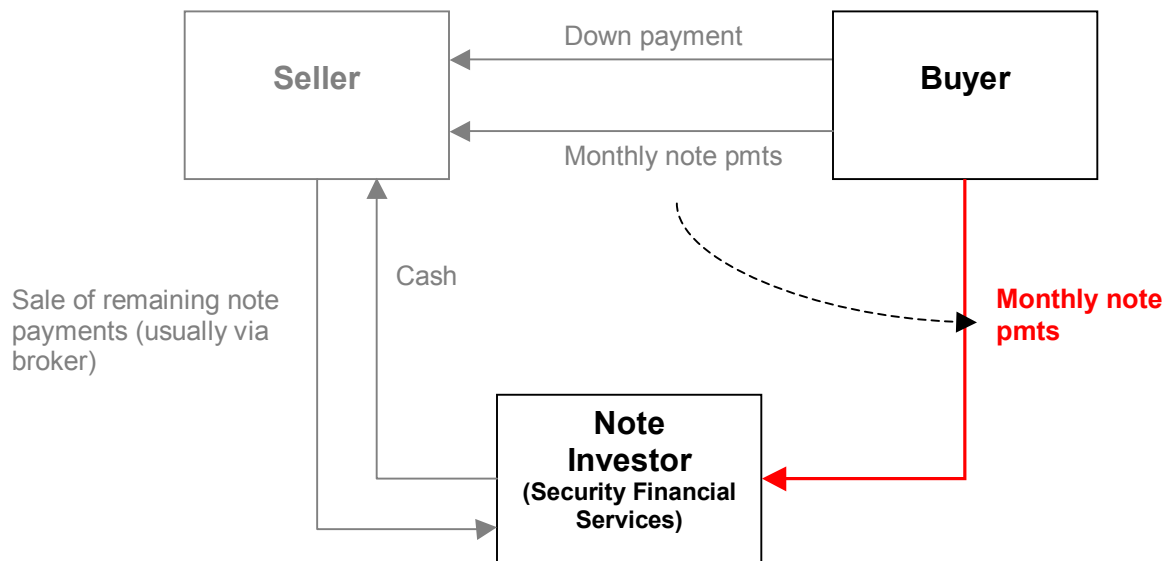 Down payment
Seller
Buyer
Monthly note pmts
Cash
Sale of remaining note
payments (usually via
broker)
Monthly note
pmts
Note
Investor
(Security Financial
Services)